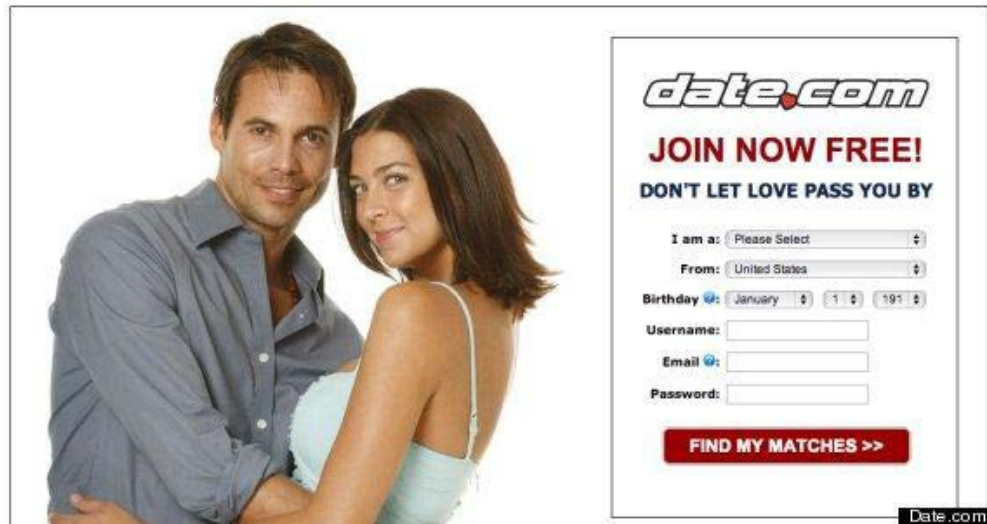 date.com
JOIN NOW FREE!
DON'T LET LOVE PASS YOU BY
I am a: Please Select
From: United States
Birthday ?: January 1 191
Username:
Email ?:
Password:
FIND MY MATCHES >>
Date.com